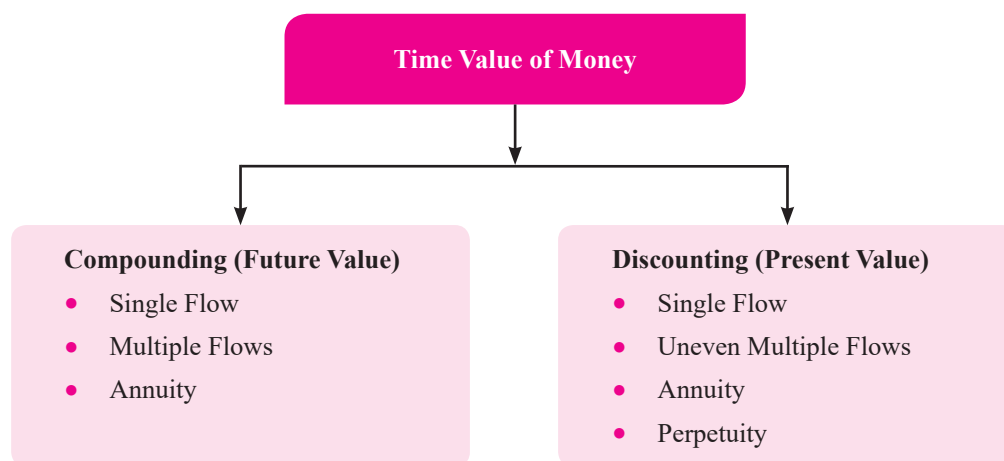 Time Value of Money
Compounding (Future Value)
Single Flow
Multiple Flows
Annuity
Discounting (Present Value)
Single Flow
Uneven Multiple Flows
Annuity
Perpetuity